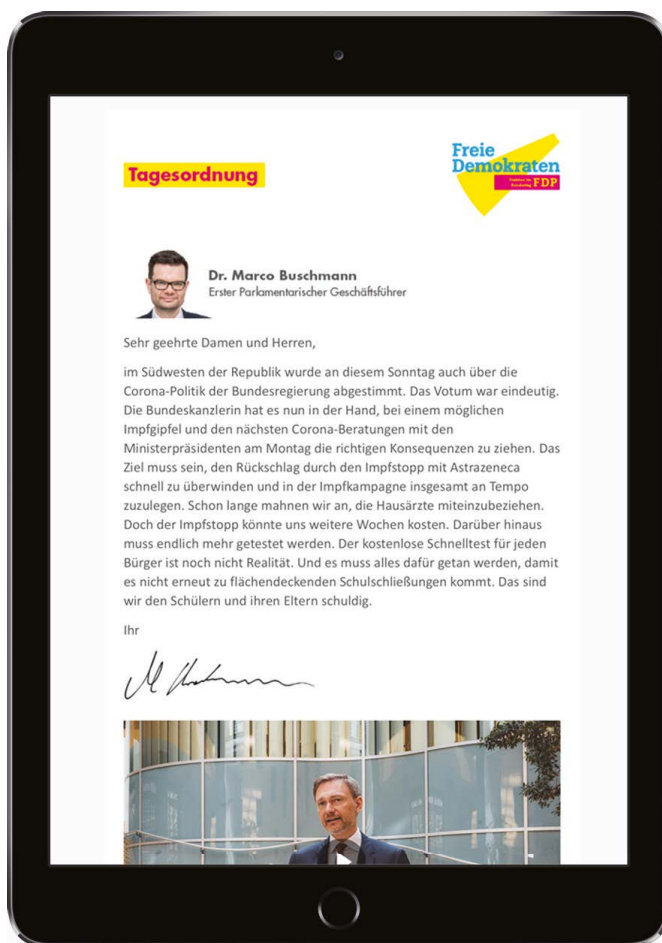 Tagesordnung
Freie
Demokraten
Fraktion im
Bundestag FDP
Dr. Marco Buschmann
Erster Parlamentarischer Geschäftsführer
Sehr geehrte Damen und Herren,
im Südwesten der Republik wurde an diesem Sonntag auch über die
Corona-Politik der Bundesregierung abgestimmt. Das Votum war eindeutig.
Die Bundeskanzlerin hat es nun in der Hand, bei einem möglichen
Impfgipfel und den nächsten Corona-Beratungen mit den
Ministerpräsidenten am Montag die richtigen Konsequenzen zu ziehen. Das
Ziel muss sein, den Rückschlag durch den Impfstopp mit Astrazeneca
schnell zu überwinden und in der Impfkampagne insgesamt an Tempo
zuzulegen. Schon lange mahnen wir an, die Hausärzte miteinzubeziehen.
Doch der Impfstopp könnte uns weitere Wochen kosten. Darüber hinaus
muss endlich mehr getestet werden. Der kostenlose Schnelltest für jeden
Bürger ist noch nicht Realität. Und es muss alles dafür getan werden, damit
es nicht erneut zu flächendeckenden Schulschließungen kommt. Das sind
wir den Schülern und ihren Eltern schuldig.
Ihr